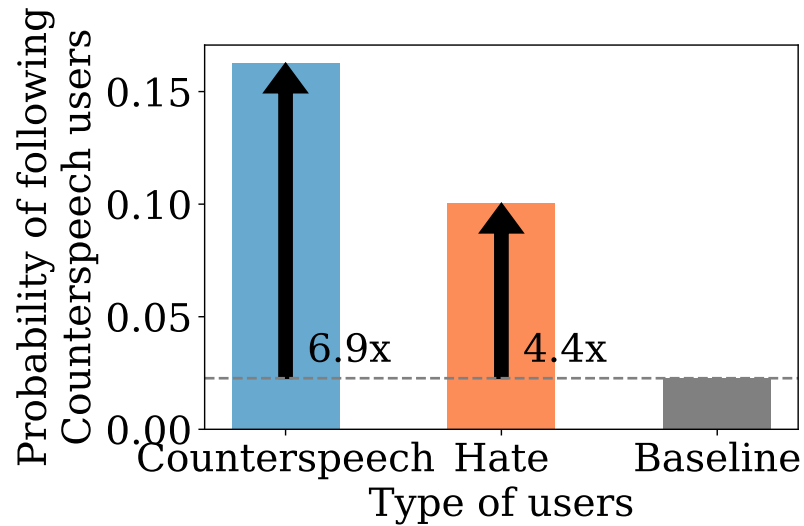 Probability of following
Counterspeech users
0.15
0.10
0.05
0.00
6.9x
4.4x
Counterspeech Hate Baseline
Type of users